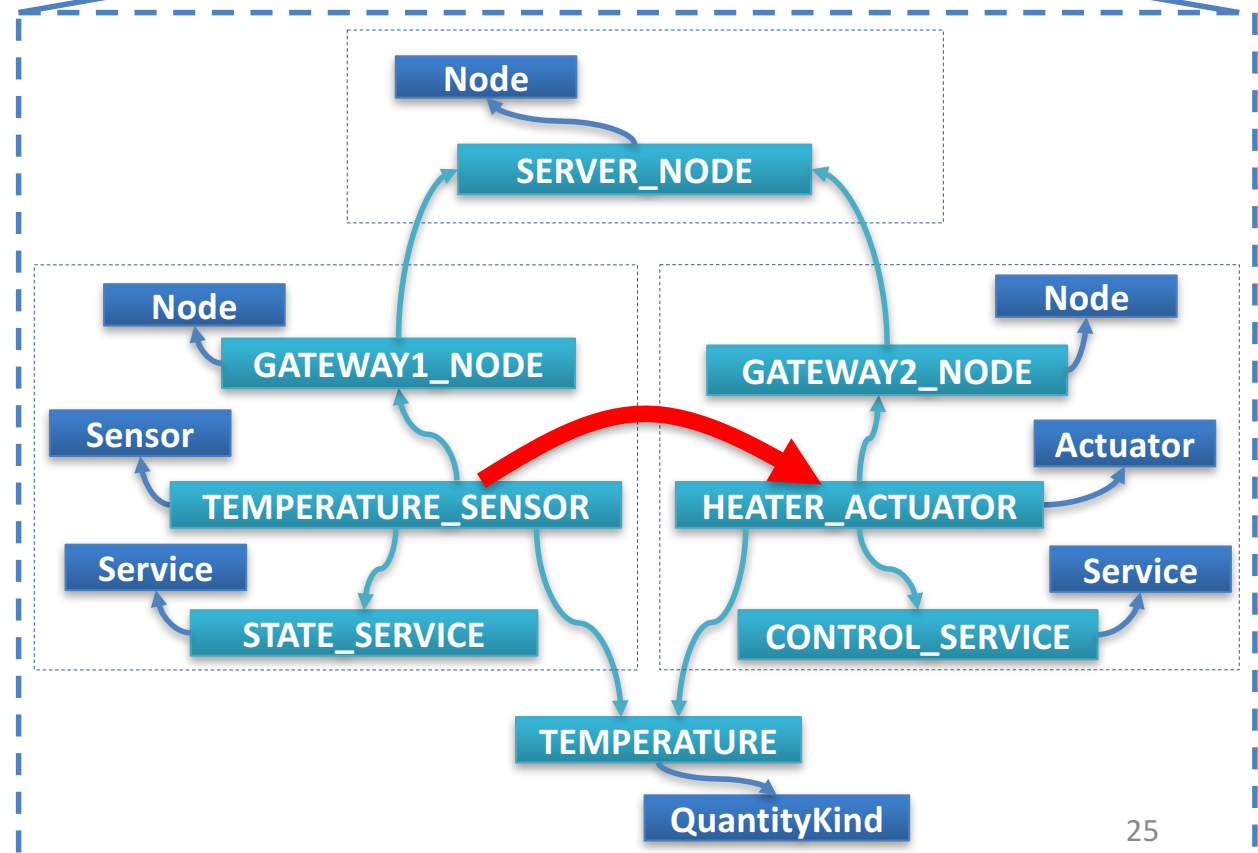 Node
SERVER_NODE
Node
GATEWAY1_NODE
Sensor
TEMPERATURE_SENSOR
Service
STATE_SERVICE
Node
GATEWAY2_NODE
Actuator
HEATER_ACTUATOR
Service
CONTROL_SERVICE
TEMPERATURE
QuantityKind
25